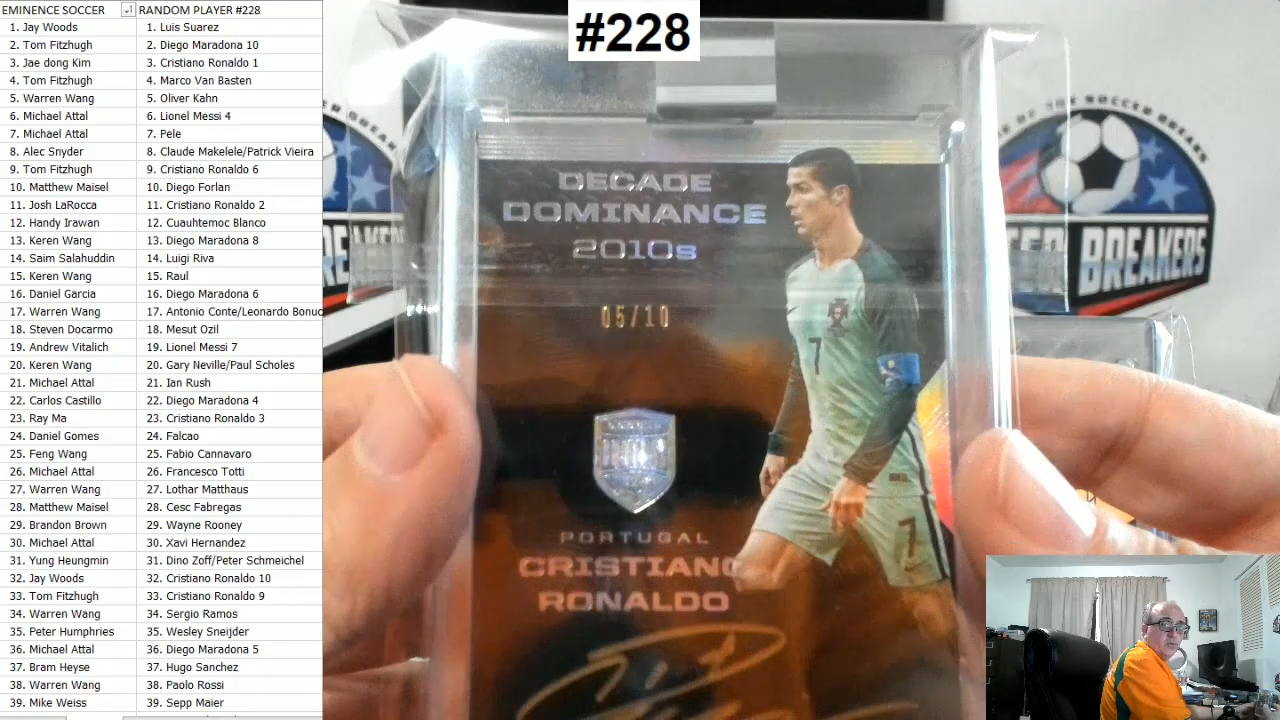 #228
EMINENCE SOCCER RANDOM PLAYER #228
1. Jay Woods 1. Luis Suarez
2. Tom Fitzhugh 2. Diego Maradona 10
3. Jae dong Kim 3. Cristiano Ronaldo 1
4. Tom Fitzhugh 4. Marco Van Basten
5. Warren Wang 5. Oliver Kahn
6. Michael Attal 6. Lionel Messi 4
7. Michael Attal 7. Pele
8. Alec Snyder 8. Claude Makelele/Patrick Vieira
9. Tom Fitzhugh 9. Cristiano Ronaldo 6
10. Matthew Maisel 10. Diego Forlan
11. Josh LaRocca 11. Cristiano Ronaldo 2
12. Handy Irawan 12. Cuauhtemoc Blanco
13. Keren Wang 13. Diego Maradona 8
14. Saim Salahuddin 14. Luigi Riva
15. Keren Wang 15. Raul
16. Daniel Garcia 16. Diego Maradona 6
17. Warren Wang 17. Antonio Conte/Leonardo Bonuc
18. Steven Docarmo 18. Mesut Ozil
19. Andrew Vitalich 19. Lionel Messi 7
20. Keren Wang 20. Gary Neville/Paul Scholes
21. Michael Attal 21. Ian Rush
22. Carlos Castillo 22. Diego Maradona 4
23. Ray Ma 23. Cristiano Ronaldo 3
24. Daniel Gomes 24. Falcao
25. Feng Wang 25. Fabio Cannavaro
26. Michael Attal 26. Francesco Totti
27. Warren Wang 27. Lothar Matthaus
28. Matthew Maisel 28. Cesc Fabregas
29. Brandon Brown 29. Wayne Rooney
30. Michael Attal 30. Xavi Hernandez
31. Yung Heungmin 31. Dino Zoff/Peter Schmeichel
32. Jay Woods 32. Cristiano Ronaldo 10
33. Tom Fitzhugh 33. Cristiano Ronaldo 9
34. Warren Wang 34. Sergio Ramos
35. Peter Humphries 35. Wesley Sneijder
36. Michael Attal 36. Diego Maradona 5
37. Bram Heyse 37. Hugo Sanchez
38. Warren Wang 38. Paolo Rossi
39. Mike Weiss 39. Sepp Maier
DECADE
DOMINANCE
2010s
05/10
7
7
PORTUGAL
CRISTIANO
RONALDO
SOCCER
BREAKERS